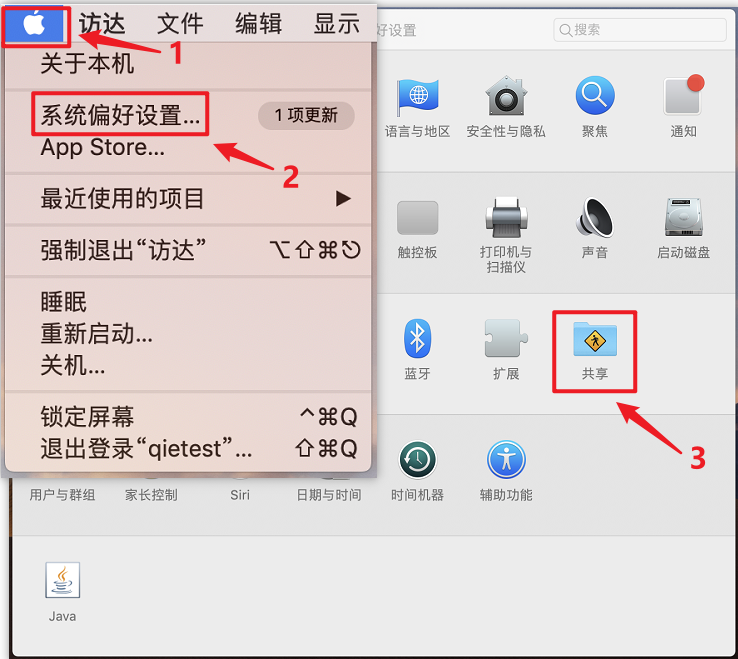 访达 文件 编辑 显示
1
关于本机
系统偏好设置...
1 项更新
2
App Store...
最近使用的项目 ▶
强制退出“访达” ⌥⇧⌘⎋
睡眠
重新启动...
关机...
锁定屏幕 ^⌘Q
退出登录“qietest”... ⇧⌘Q
好设置
搜索
语言与地区 安全性与隐私 聚焦 通知
触控板 打印机与 声音 启动磁盘
扫描仪
蓝牙 扩展 共享
3
用户与群组 家长控制 Siri 日期与时间 时间机器 辅助功能
Java